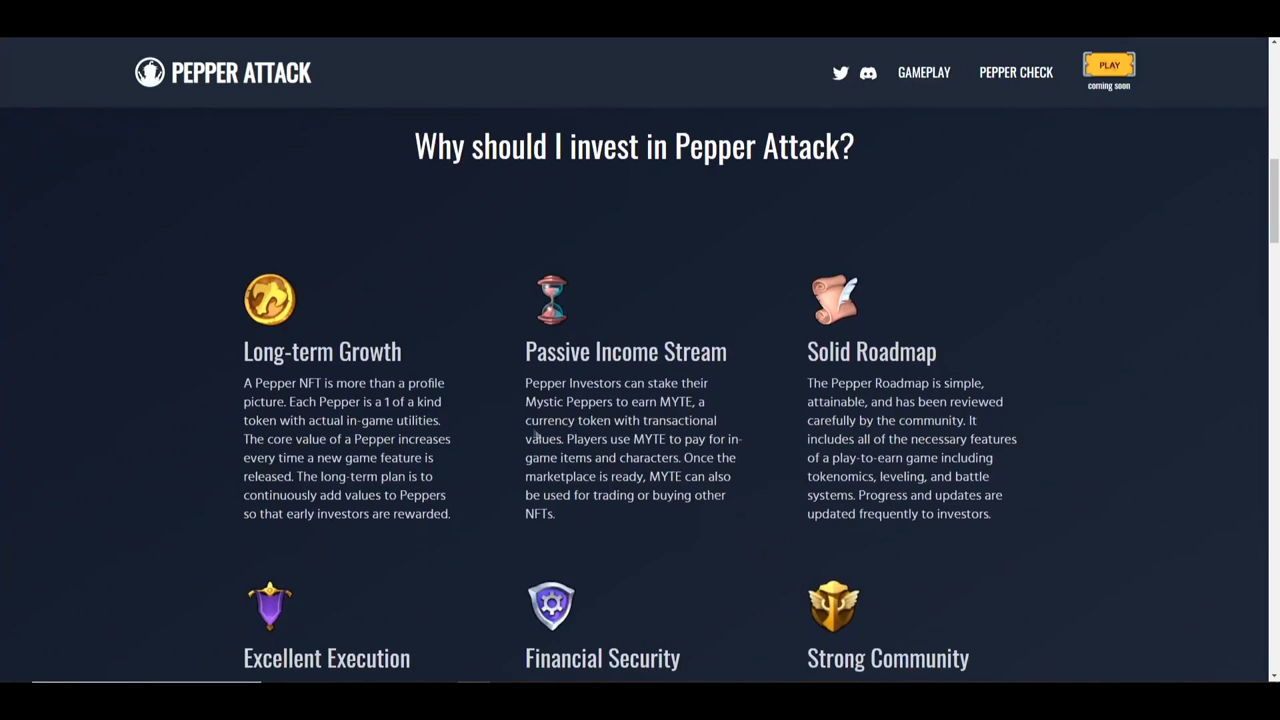 PEPPER ATTACK
GAMEPLAY
PEPPER CHECK
PLAY
coming soon
Why should I invest in Pepper Attack?
Long-term Growth
A Pepper NFT is more than a profile
picture. Each Pepper is a 1 of a kind
token with actual in-game utilities.
The core value of a Pepper increases
every time a new game feature is
released. The long-term plan is to
continuously add values to Peppers
so that early investors are rewarded.
Passive Income Stream
Pepper Investors can stake their
Mystic Peppers to earn MYTE, a
currency token with transactional
values. Players use MYTE to pay for in-
game items and characters. Once the
marketplace is ready, MYTE can also
be used for trading or buying other
NFTs.
Solid Roadmap
The Pepper Roadmap is simple,
attainable, and has been reviewed
carefully by the community. It
includes all of the necessary features
of a play-to-earn game including
tokenomics, leveling, and battle
systems. Progress and updates are
updated frequently to investors.
Excellent Execution
Financial Security
Strong Community